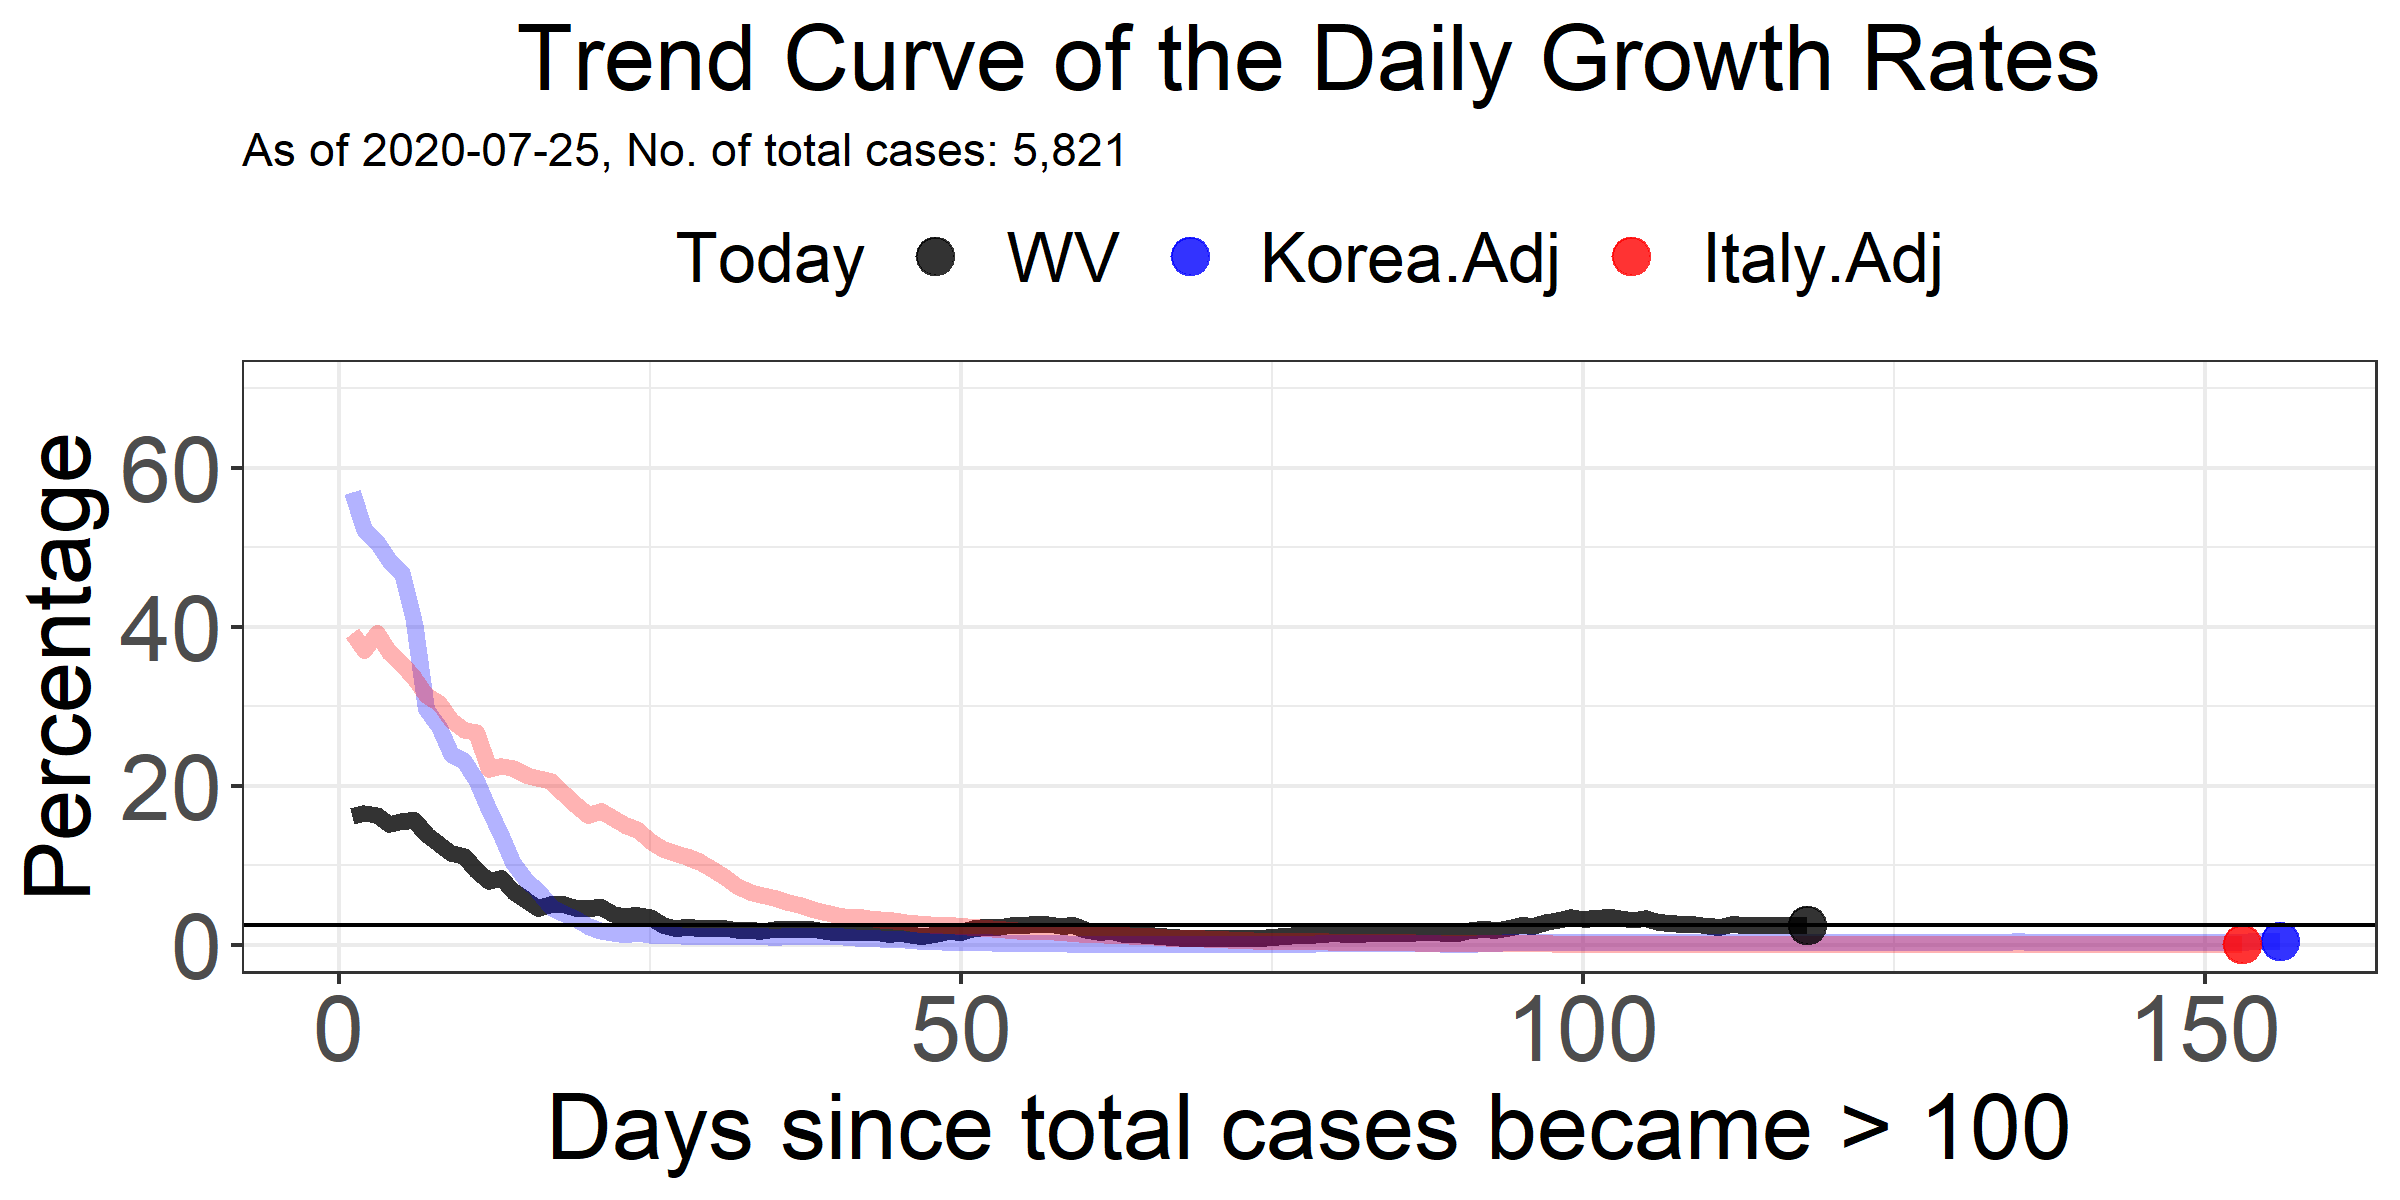 Trend Curve of the Daily Growth Rates
As of 2020-07-25, No. of total cases: 5,821
Today WV Korea.Adj Italy.Adj
Percentage
60
40
20
0
0 50 100 150
Days since total cases became > 100